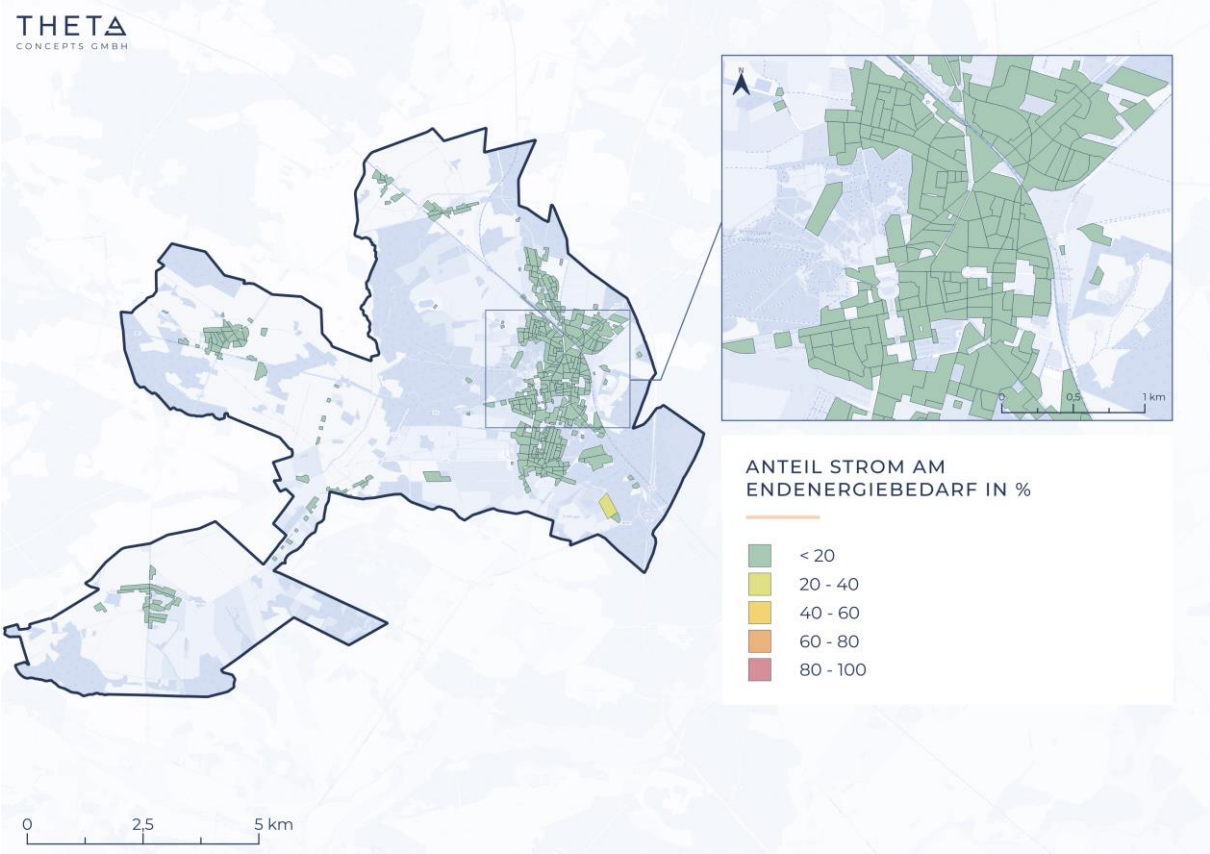 THETA
CONCEPTS GMBH
N
0 0,5 1 km
ANTEIL STROM AM
ENDENERGIEBEDARF IN %
< 20
20 - 40
40 - 60
60 - 80
80 - 100
0 2,5 5 km